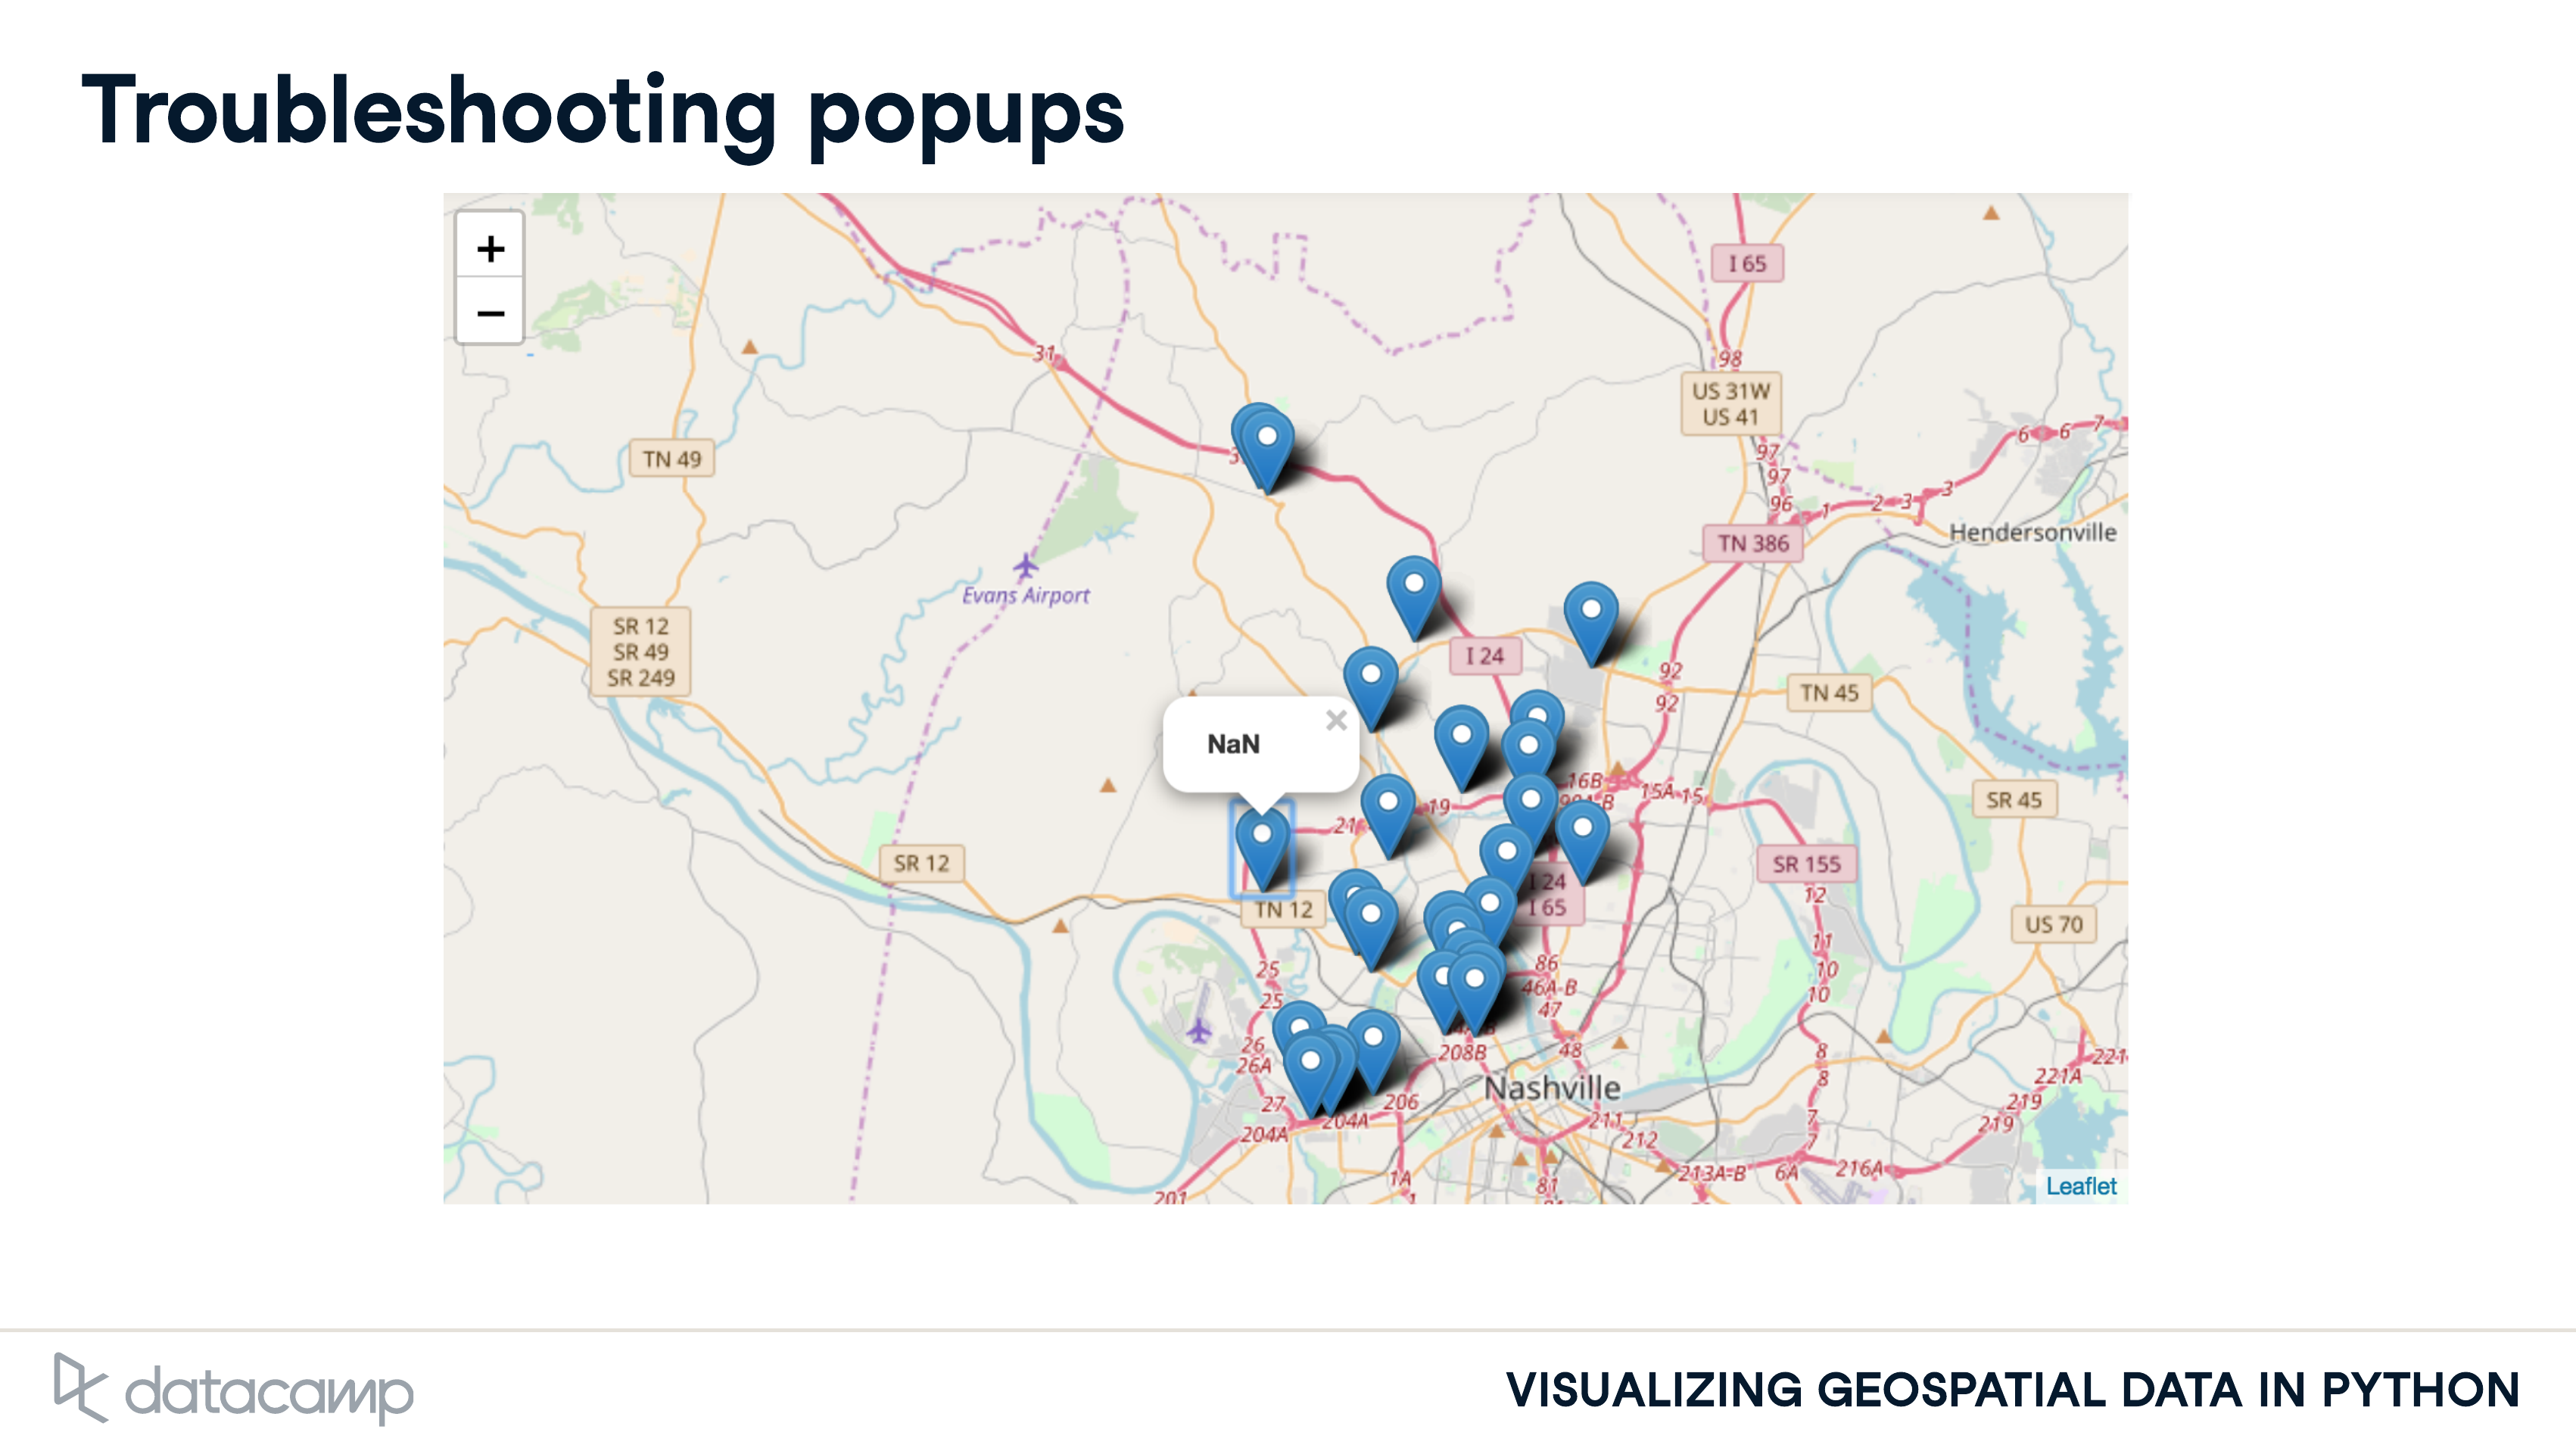 Troubleshooting popups
+
−
I 65
31
98
US 31W
US 41
TN 49
6 6 7
97
97
96
1 2 3 3
Hendersonville
TN 386
Evans Airport
SR 12
SR 49
SR 249
I 24
92
92
TN 45
×
NaN
16B
15A 15
19
21
SR 45
SR 12
SR 155
I 24
I 65
TN 12
12
US 70
11
25
86
10
46A-B
10
25
47
26
208B
48
8
221
26A
8
221A
Nashville
27
206
219
204A
204A
211
7
219
212
7
213A-B
6A
216A
1A
201
1
81
Leaflet
datacamp
VISUALIZING GEOSPATIAL DATA IN PYTHON